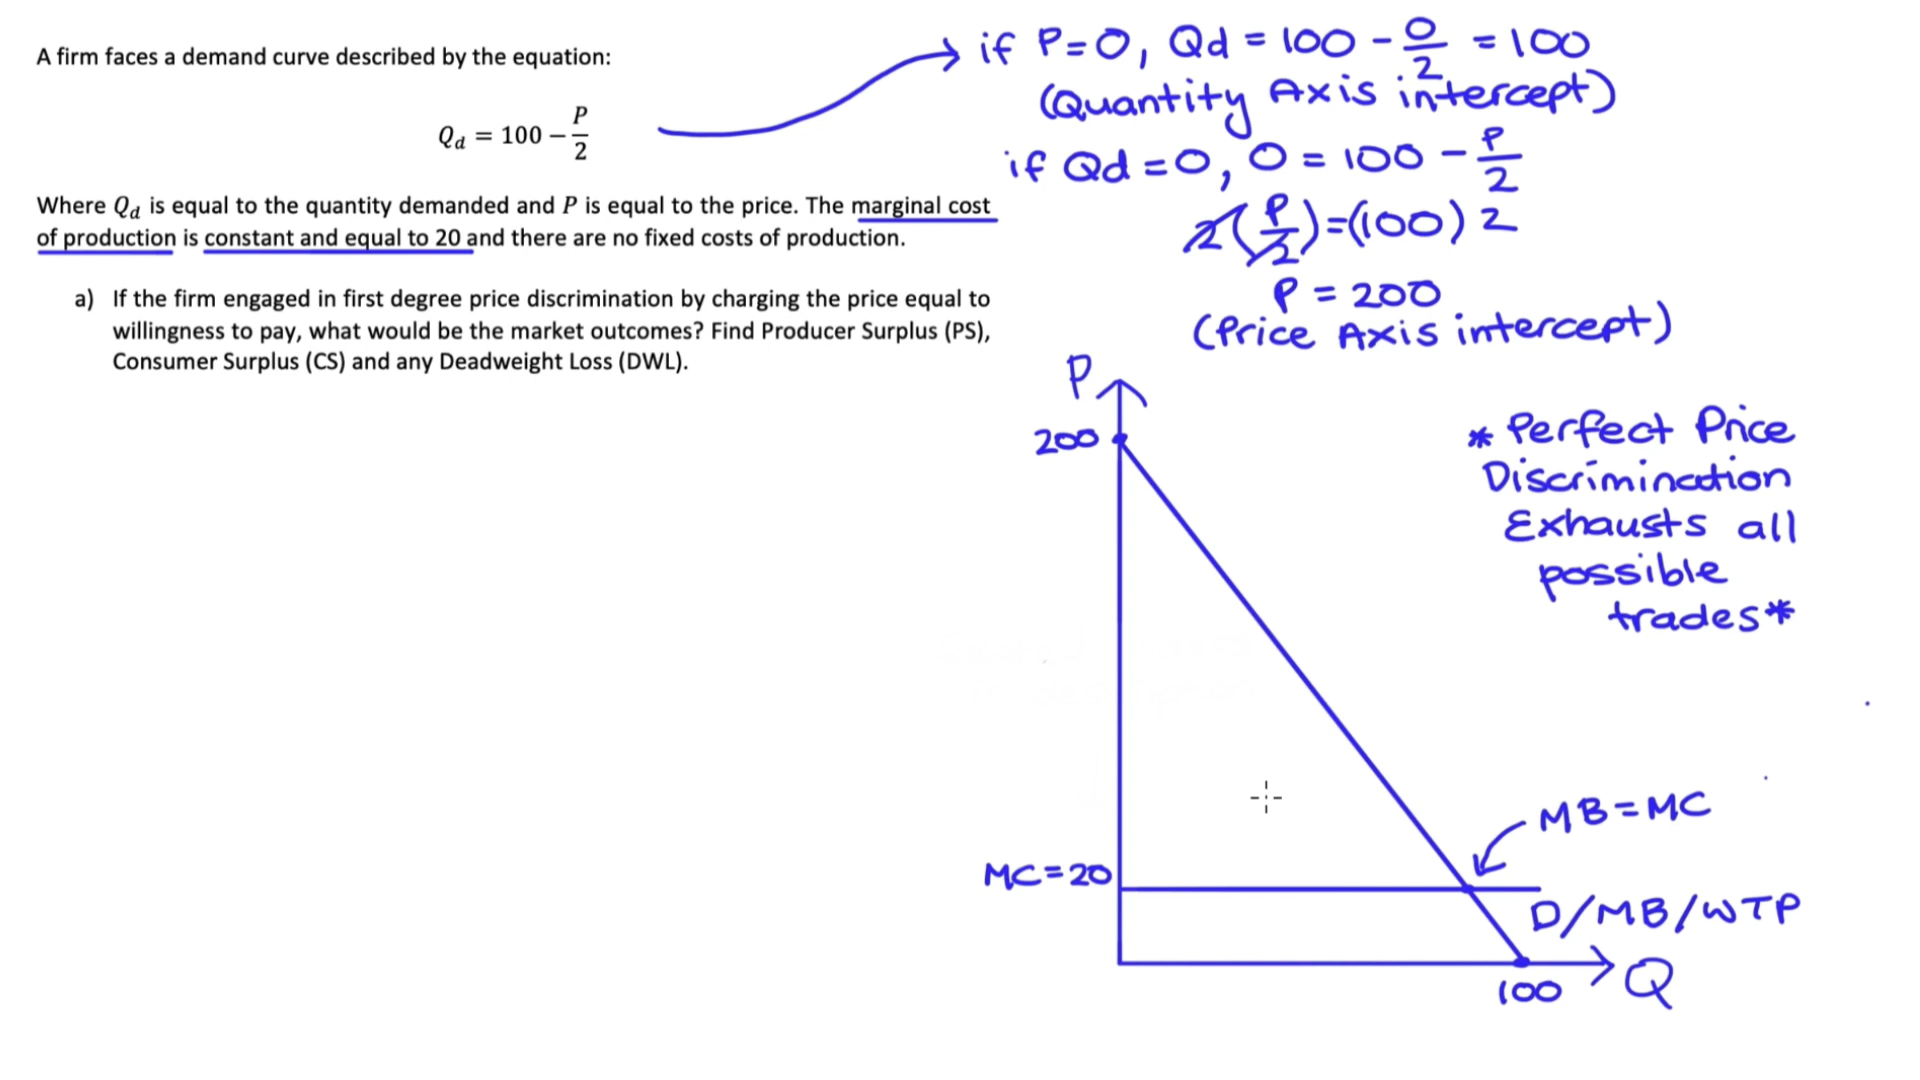 A firm faces a demand curve described by the equation:
Qd = 100 − P/2
Where Qd is equal to the quantity demanded and P is equal to the price. The marginal cost
of production is constant and equal to 20 and there are no fixed costs of production.
a) If the firm engaged in first degree price discrimination by charging the price equal to
willingness to pay, what would be the market outcomes? Find Producer Surplus (PS),
Consumer Surplus (CS) and any Deadweight Loss (DWL).
if P=0, Qd = 100 - 0/2 = 100
(Quantity Axis intercept)
if Qd=0, 0 = 100 - P/2
2(P/2)=(100)2
P = 200
(Price Axis intercept)
P
200
* Perfect Price
Discrimination
Exhausts all
possible
trades*
MB=MC
MC=20
D/MB/WTP
100
Q